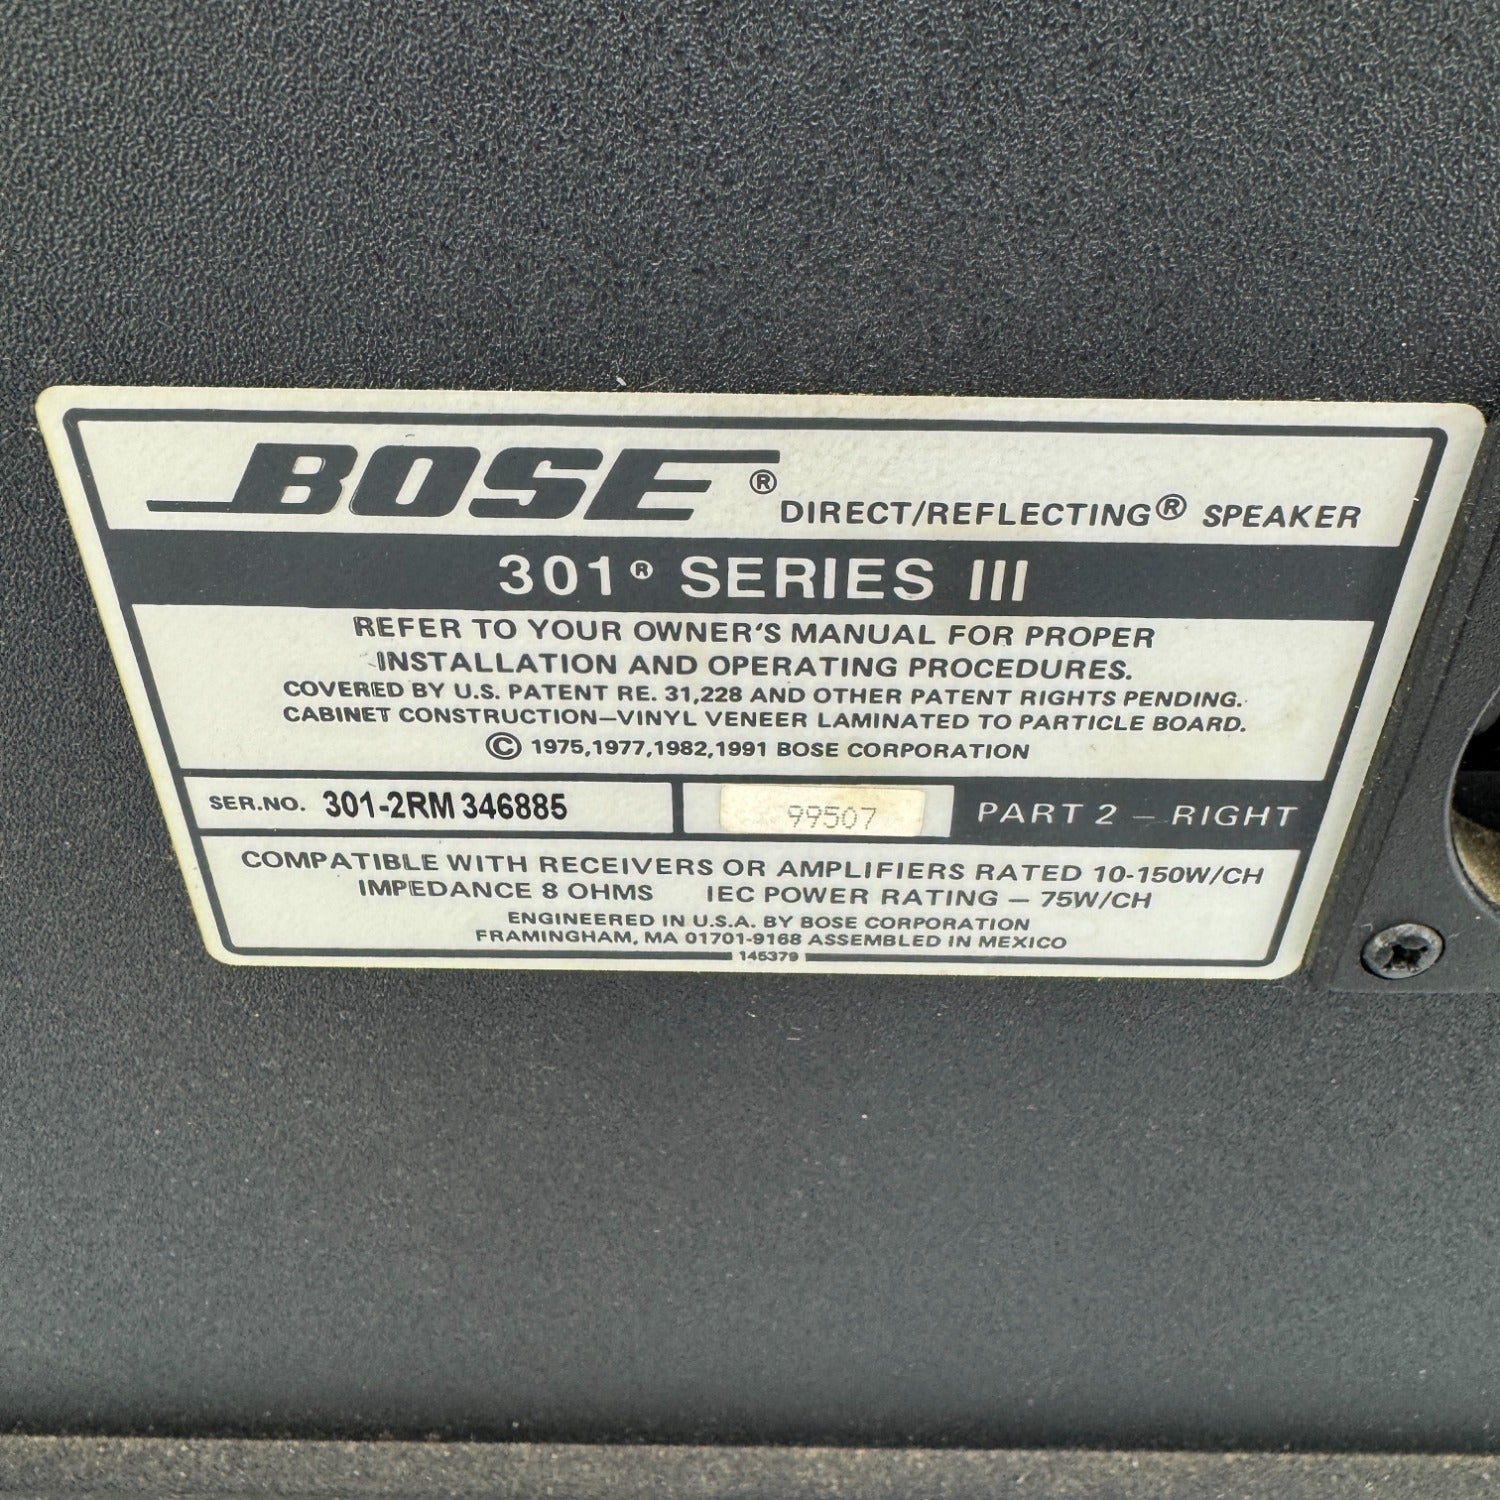 BOSE® DIRECT/REFLECTING® SPEAKER
301® SERIES III
REFER TO YOUR OWNER'S MANUAL FOR PROPER
INSTALLATION AND OPERATING PROCEDURES.
COVERED BY U.S. PATENT RE. 31,228 AND OTHER PATENT RIGHTS PENDING.
CABINET CONSTRUCTION—VINYL VENEER LAMINATED TO PARTICLE BOARD.
© 1975,1977,1982,1991 BOSE CORPORATION
SER.NO. 301-2RM 346885 99507 PART 2 – RIGHT
COMPATIBLE WITH RECEIVERS OR AMPLIFIERS RATED 10-150W/CH
IMPEDANCE 8 OHMS IEC POWER RATING – 75W/CH
ENGINEERED IN U.S.A. BY BOSE CORPORATION
FRAMINGHAM, MA 01701-9168 ASSEMBLED IN MEXICO
145379